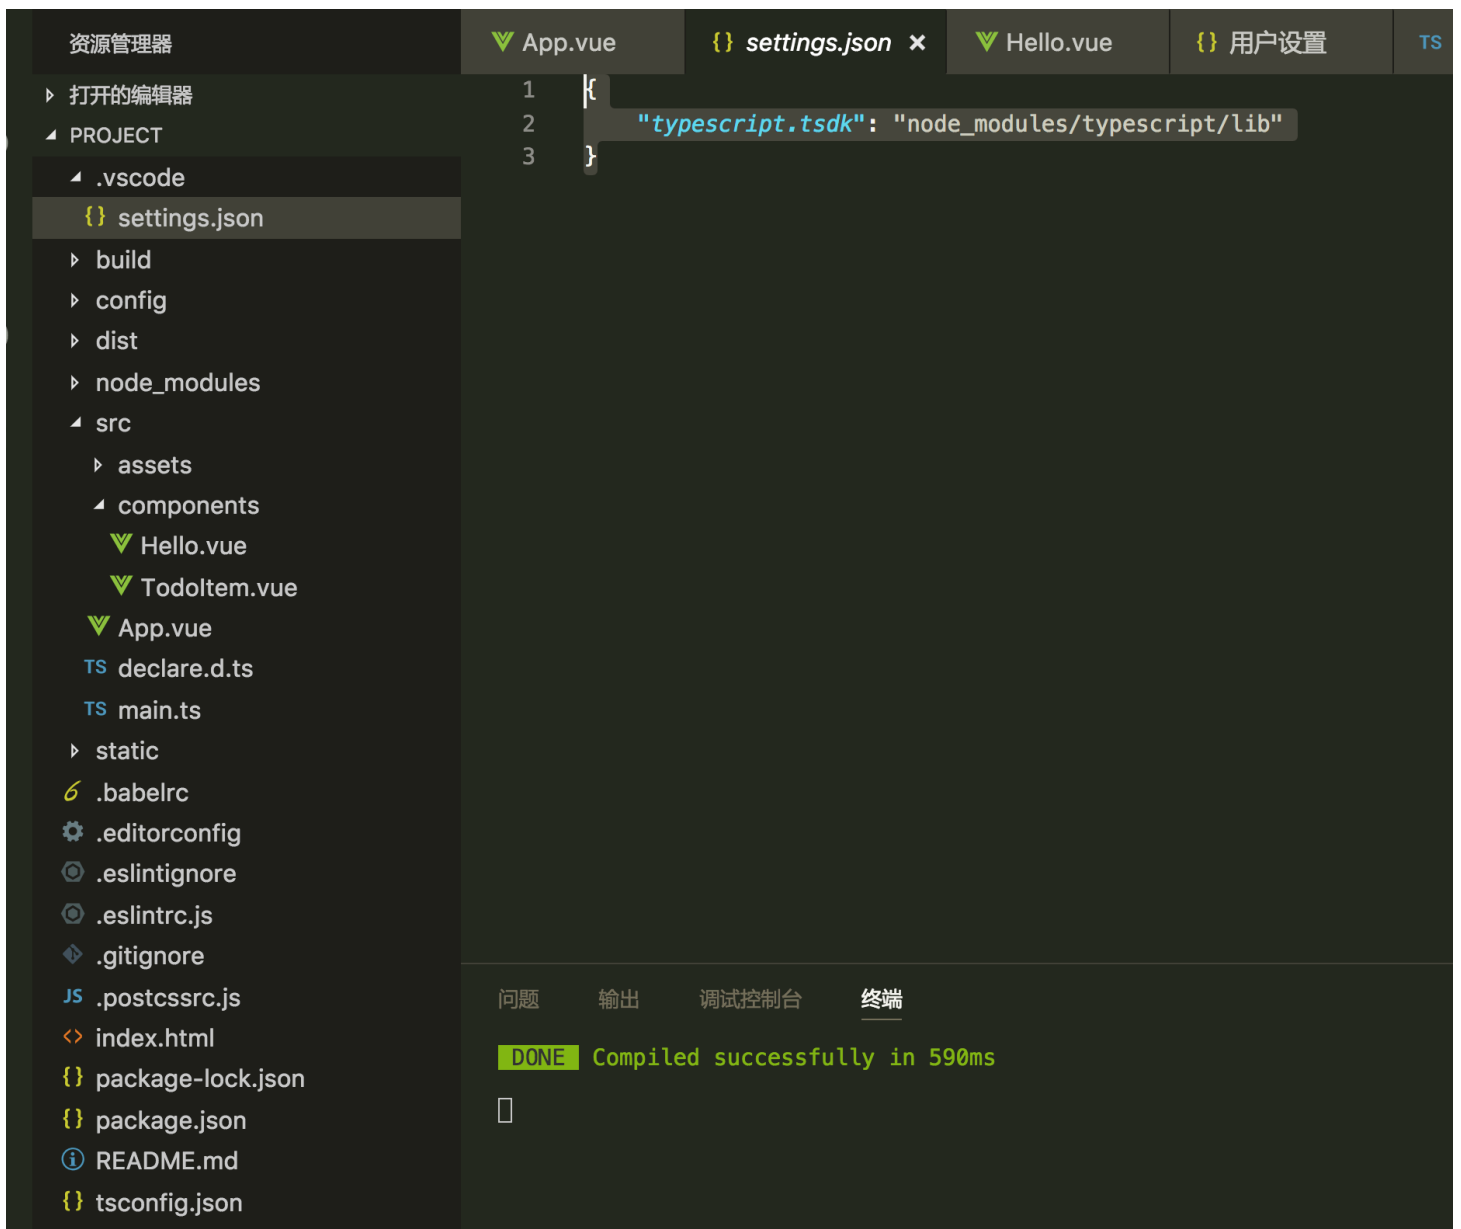 资源管理器
打开的编辑器
PROJECT
.vscode
{} settings.json
build
config
dist
node_modules
src
assets
components
Hello.vue
TodoItem.vue
App.vue
TS declare.d.ts
TS main.ts
static
6 .babelrc
.editorconfig
.eslintignore
.eslintrc.js
.gitignore
JS .postcssrc.js
<> index.html
{} package-lock.json
{} package.json
README.md
{} tsconfig.json
App.vue {} settings.json × Hello.vue {} 用户设置 TS
1 {
2 "typescript.tsdk": "node_modules/typescript/lib"
3 }
问题 输出 调试控制台 终端
DONE Compiled successfully in 590ms